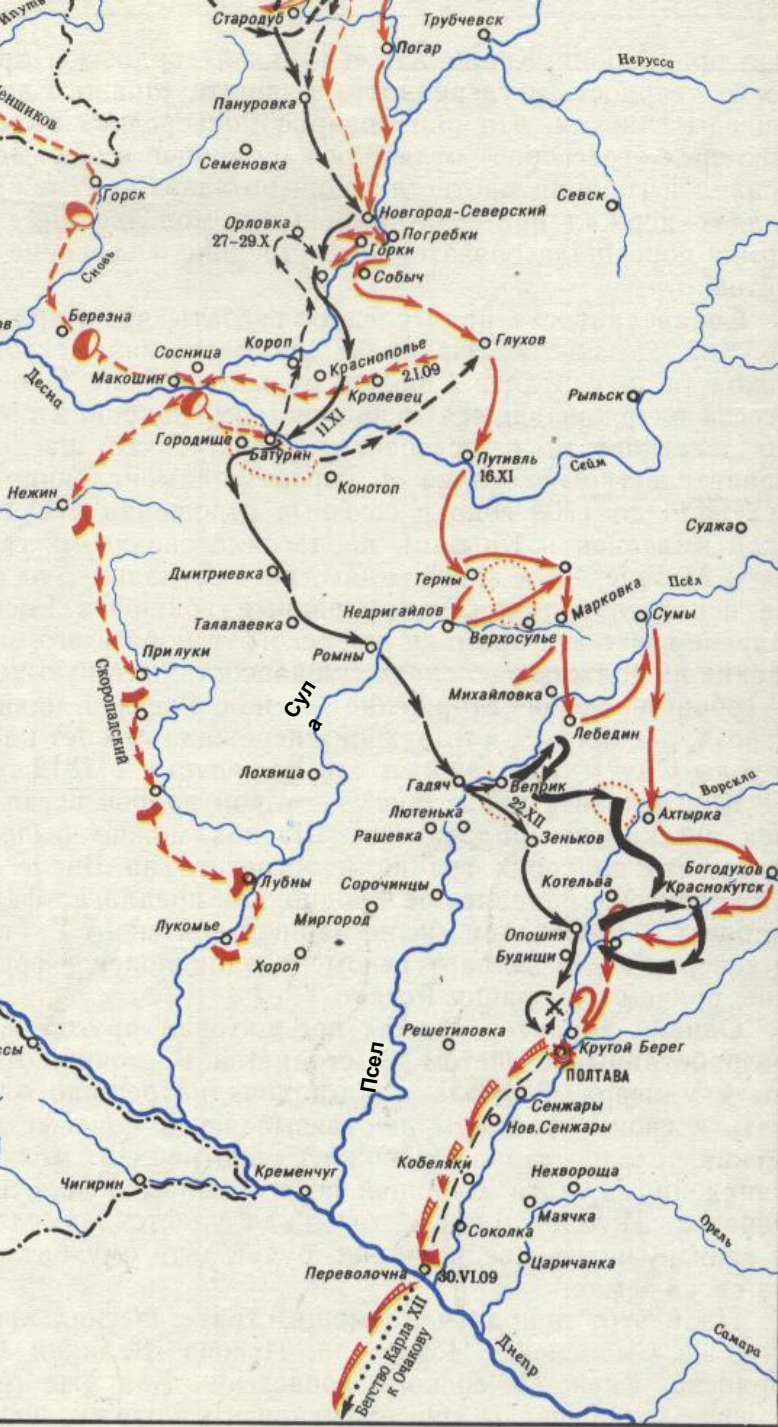 Ипуть
Стародуб
Трубчевск
Погар
Нерусса
Пануровка
Семеновка
Горск
Севск
Новгород-Северский
Орловка
27–29.X
Погребки
Горки
Сновь
Собыч
Березна
Короп
Глухов
Сосница
Краснополье
2.I.09
Макошин
Кролевец
Десна
Рыльск
11.XI
Городище
Батурин
Путивль
16.XI
Сейм
Конотоп
Нежин
Суджа
Дмитриевка
Терны
Псёл
Недригайлов
Марковка
Сумы
Талалаевка
Верхосулье
Ромны
Прилуки
Скоропадский
Михайловка
Сул
а
Лебедин
Лохвица
Гадяч
Веприк
22.XII
Ворскла
Лютенька
Ахтырка
Рашевка
Зеньков
Богодухов
Лубны
Сорочинцы
Котельва
Краснокутск
Миргород
Лукомье
Опошня
Хорол
Будищи
Решетиловка
Крутой Берег
Псел
ПОЛТАВА
Сенжары
Нов.Сенжары
Кобеляки
Нехвороща
Чигирин
Кременчуг
Маячка
Соколка
Орель
Царичанка
Переволочна
30.VI.09
Бегство Карла XII
к Очакову
Днепр
Самара